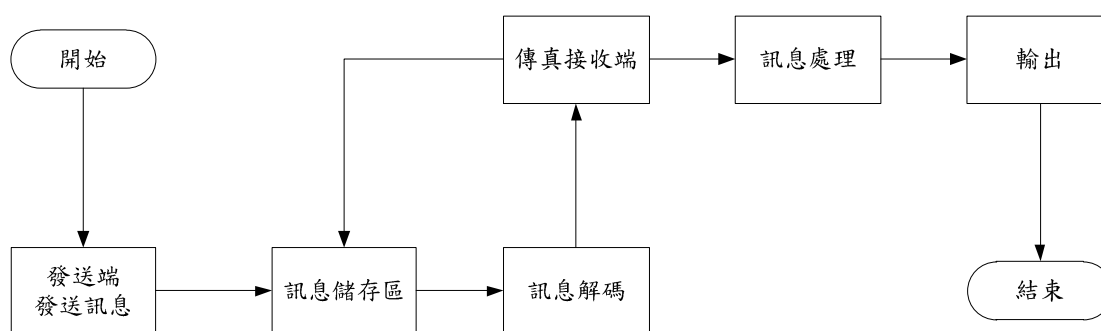 開始
傳真接收端
訊息處理
輸出
發送端
發送訊息
訊息儲存區
訊息解碼
結束